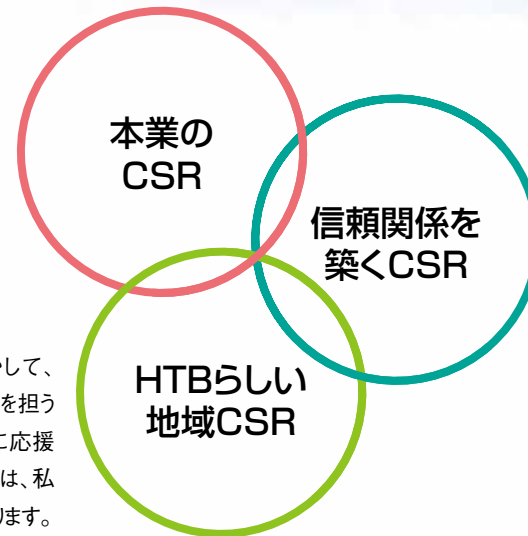 本業の
CSR
信頼関係を
築くCSR
HTBらしい
地域CSR
して、
を担う
に応援
は、私
ます。